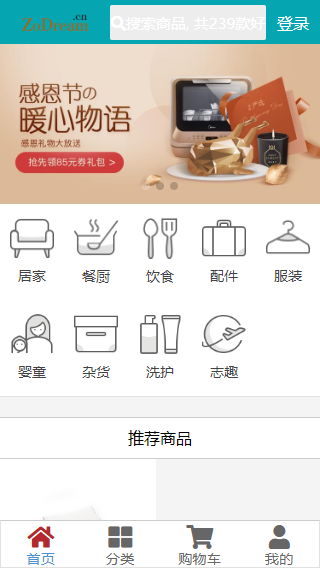 ZoDream.cn
搜索商品, 共239款好
登录
感恩节の
暖心物语
感恩礼物大放送
抢先领85元券礼包 >
居家 餐厨 饮食 配件 服装
婴童 杂货 洗护 志趣
推荐商品
首页 分类 购物车 我的